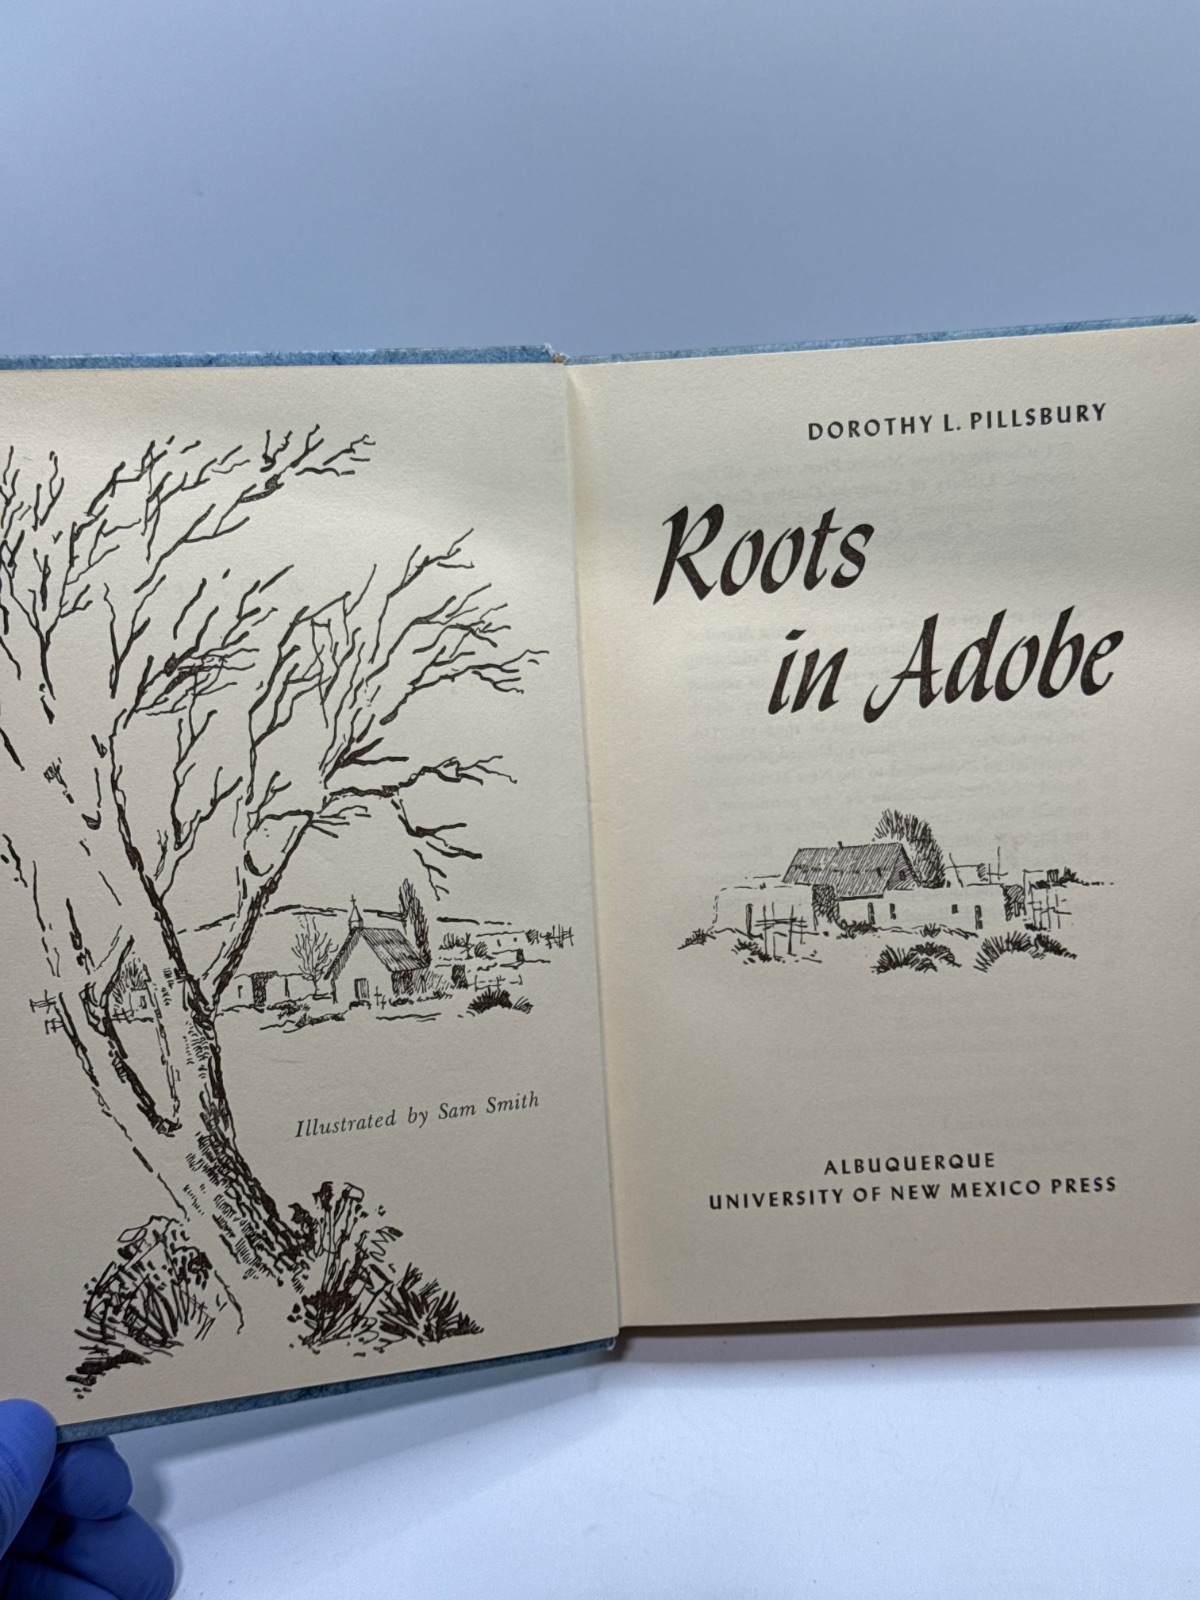 Illustrated by Sam Smith
DOROTHY L. PILLSBURY
Roots
in Adobe
ALBUQUERQUE
UNIVERSITY OF NEW MEXICO PRESS